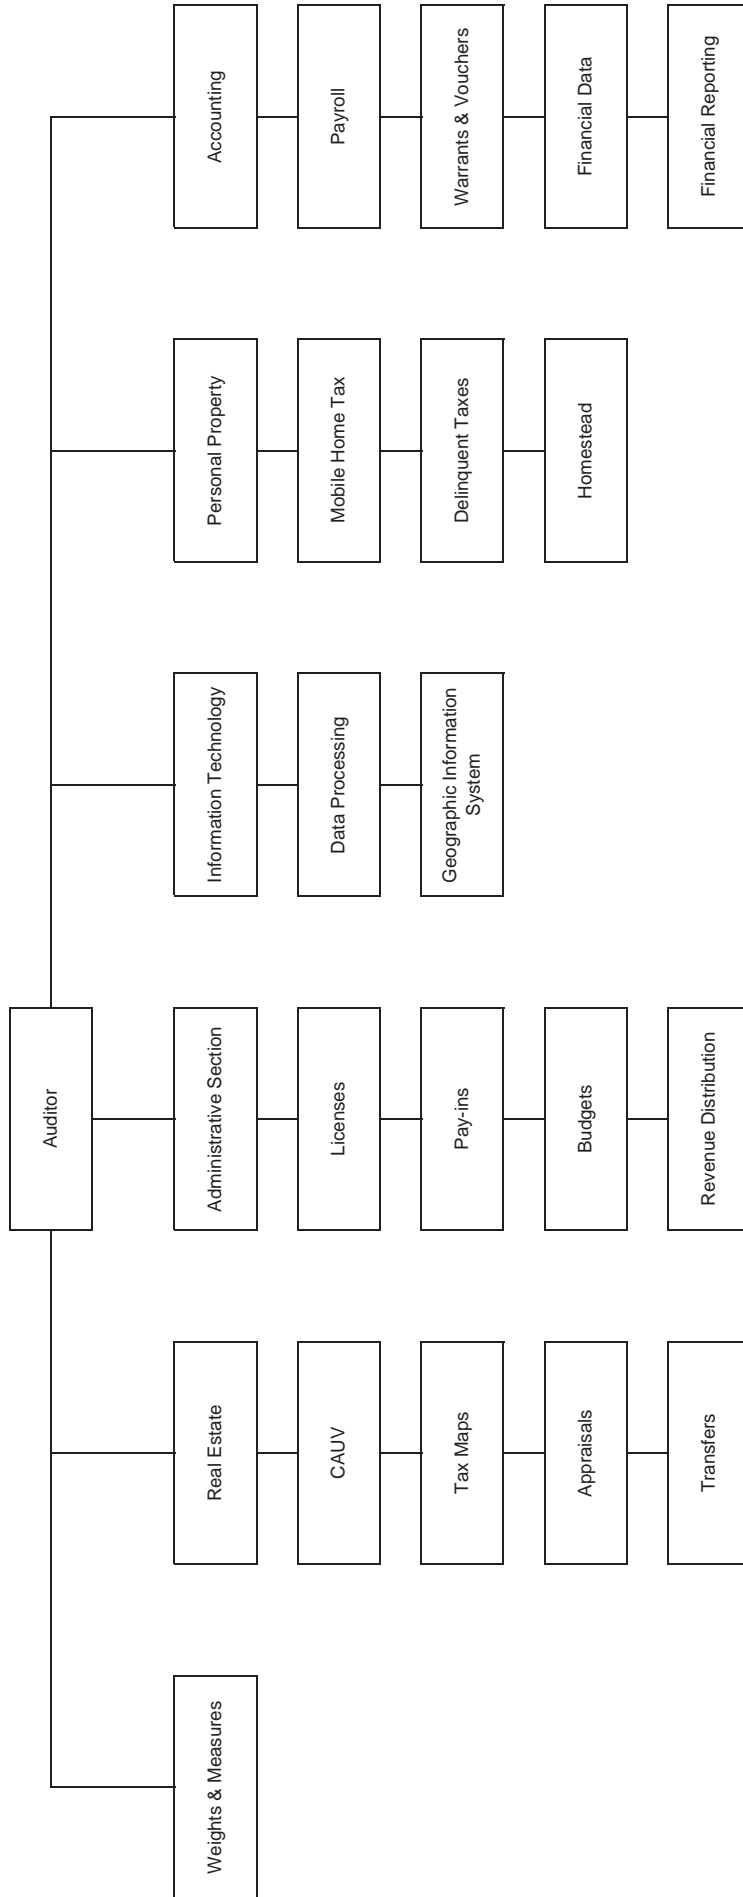 Auditor
Weights & Measures
Real Estate
CAUV
Tax Maps
Appraisals
Transfers
Administrative Section
Licenses
Pay-ins
Budgets
Revenue Distribution
Information Technology
Data Processing
Geographic Information
System
Personal Property
Mobile Home Tax
Delinquent Taxes
Homestead
Accounting
Payroll
Warrants & Vouchers
Financial Data
Financial Reporting